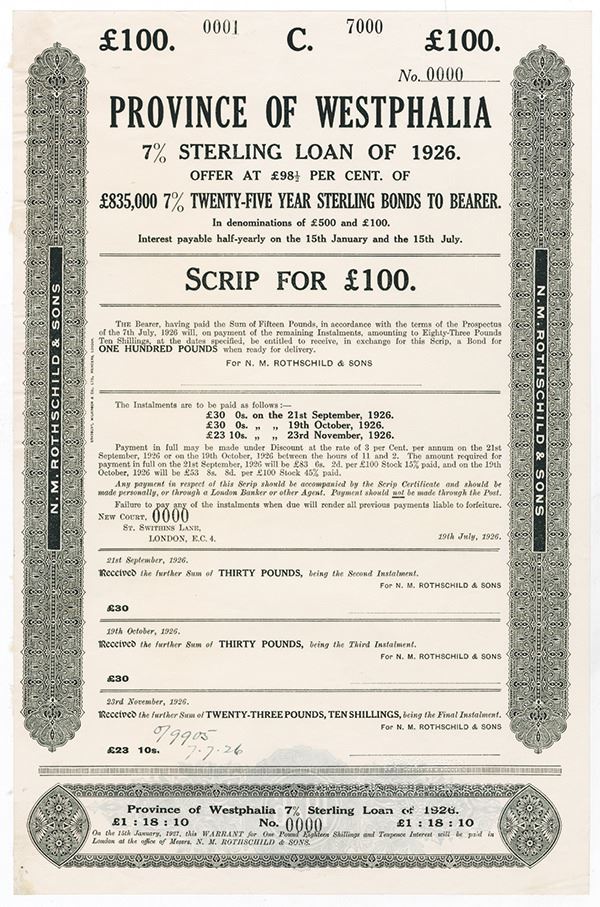 £100. 0001 C. 7000 £100.
No. 0000
PROVINCE OF WESTPHALIA
7% STERLING LOAN OF 1926.
OFFER AT £98½ PER CENT. OF
£835,000 7% TWENTY-FIVE YEAR STERLING BONDS TO BEARER.
In denominations of £500 and £100.
Interest payable half-yearly on the 15th January and the 15th July.
SCRIP FOR £100.
THE Bearer, having paid the Sum of Fifteen Pounds, in accordance with the terms of the Prospectus
of the 7th July, 1926 will, on payment of the remaining Instalments, amounting to Eighty-Three Pounds
Ten Shillings, at the dates specified, be entitled to receive, in exchange for this Scrip, a Bond for
ONE HUNDRED POUNDS when ready for delivery.
For N. M. ROTHSCHILD & SONS
The Instalments are to be paid as follows:—
£30 0s. on the 21st September, 1926.
£30 0s. „ „ 19th October, 1926.
£23 10s. „ „ 23rd November, 1926.
Payment in full may be made under Discount at the rate of 3 per Cent. per annum on the 21st
September, 1926 or on the 19th October, 1926 between the hours of 11 and 2. The amount required for
payment in full on the 21st September, 1926 will be £83 6s. 2d. per £100 Stock 15% paid, and on the 19th
October, 1926 will be £53 8s. 8d. per £100 Stock 45% paid.
Any payment in respect of this Scrip should be accompanied by the Scrip Certificate and should be
made personally, or through a London Banker or other Agent. Payment should not be made through the Post.
Failure to pay any of the instalments when due will render all previous payments liable to forfeiture.
NEW COURT, 0000
ST. SWITHINS LANE,
LONDON, E.C. 4. 19th July, 1926.
21st September, 1926.
Received the further Sum of THIRTY POUNDS, being the Second Instalment.
For N. M. ROTHSCHILD & SONS
£30
19th October, 1926.
Received the further Sum of THIRTY POUNDS, being the Third Instalment.
For N. M. ROTHSCHILD & SONS
£30
23rd November, 1926.
Received the further Sum of TWENTY-THREE POUNDS, TEN SHILLINGS, being the Final Instalment.
For N. M. ROTHSCHILD & SONS
0/9905
£23 10s. 7.7.26
Province of Westphalia 7% Sterling Loan of 1926.
£1 : 18 : 10 No. 0000 £1 : 18 : 10
On the 15th January, 1927, this WARRANT for One Pound Eighteen Shillings and Tenpence Interest will be paid in
London at the office of Messrs. N. M. ROTHSCHILD & SONS.
N. M. ROTHSCHILD & SONS
N. M. ROTHSCHILD & SONS